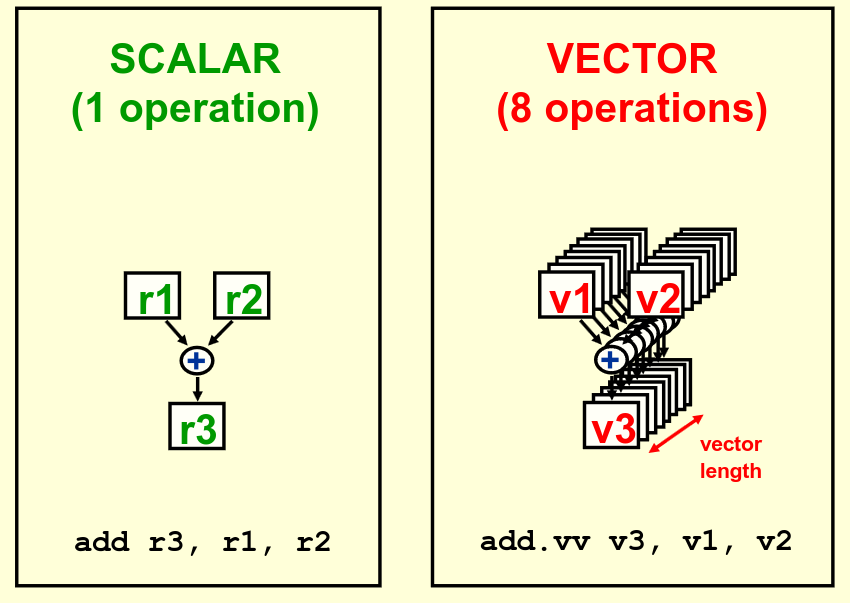 SCALAR
(1 operation)
r1
r2
+
r3
add r3, r1, r2
VECTOR
(8 operations)
v1
v2
+
v3
vector
length
add.vv v3, v1, v2